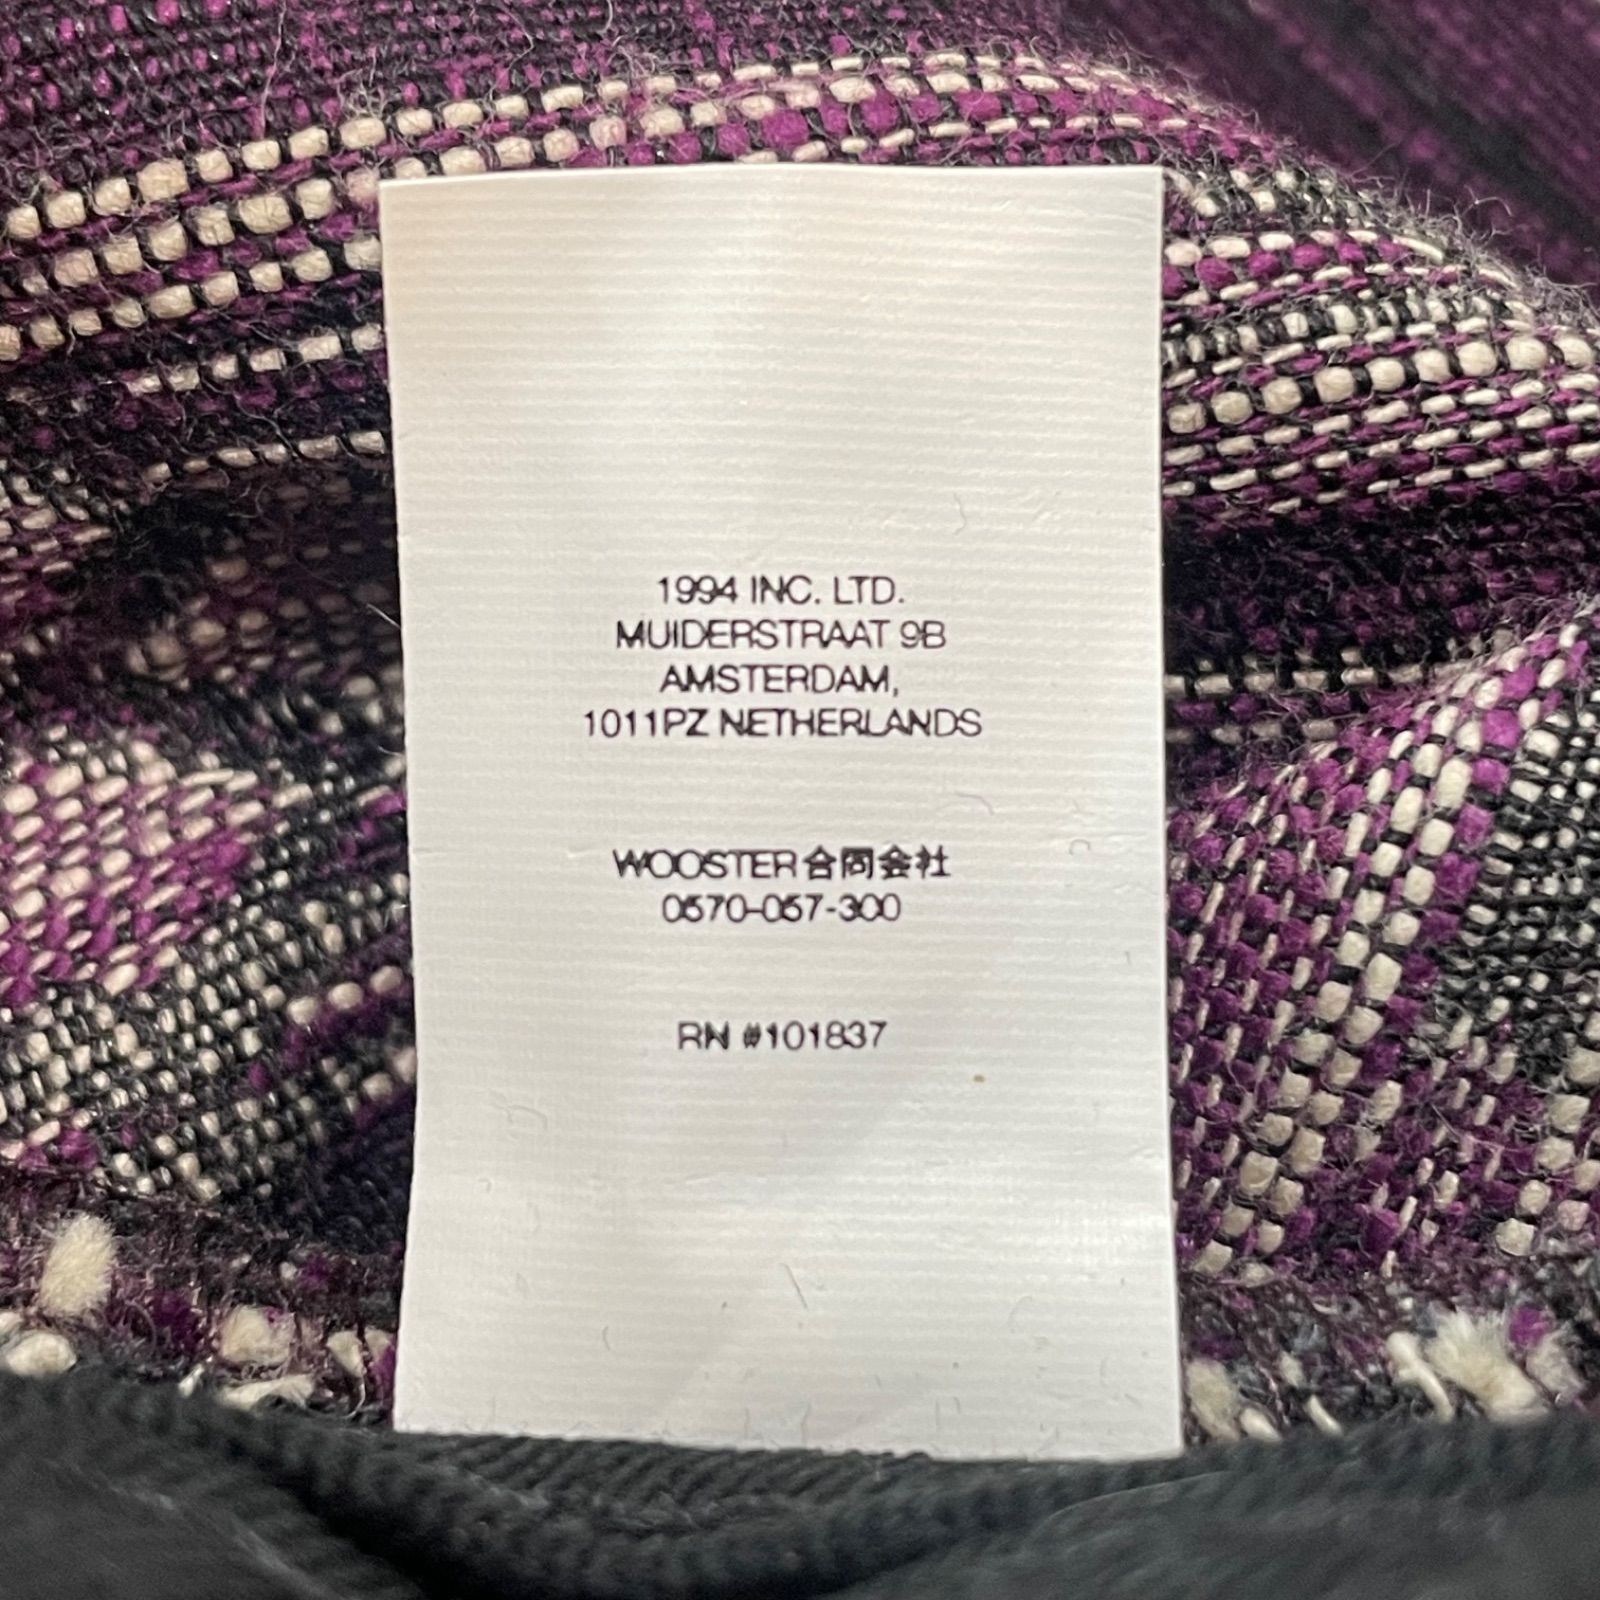 1994 INC. LTD.
MUIDERSTRAAT 9B
AMSTERDAM,
1011PZ NETHERLANDS
WOOSTER合同会社
0570-057-300
RN #101837